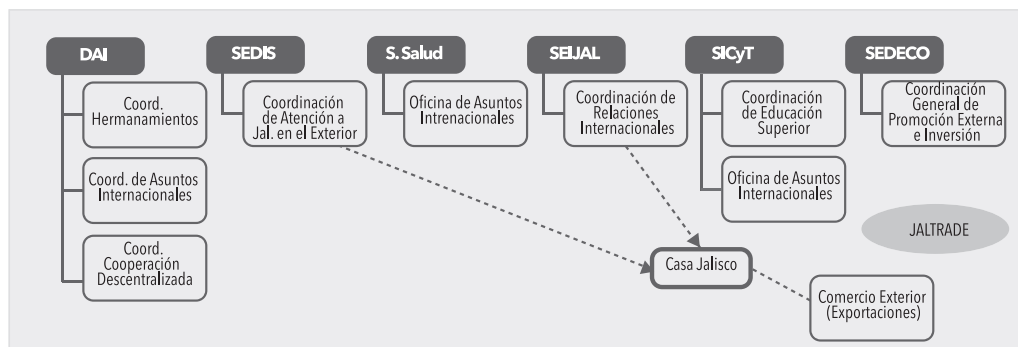 DAI
SEDIS
S. Salud
SEIJAL
SICyT
SEDECO
Coord.
Hermanamientos
Coord. de Asuntos
Internacionales
Coord.
Cooperación
Descentralizada
Coordinación
de Atención a
Jal. en el Exterior
Oficina de Asuntos
Intrenacionales
Coordinación de
Relaciones
Internacionales
Coordinación
de Educación
Superior
Oficina de Asuntos
Internacionales
Coordinación
General de
Promoción Externa
e Inversión
JALTRADE
Casa Jalisco
Comercio Exterior
(Exportaciones)